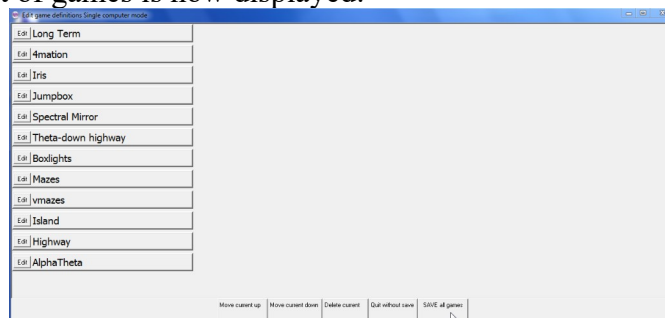 t of games is now displayed.
Edit game definitions Single computer mode
Edit Long Term
Edit 4mation
Edit Iris
Edit Jumpbox
Edit Spectral Mirror
Edit Theta-down highway
Edit Boxlights
Edit Mazes
Edit vmazes
Edit Island
Edit Highway
Edit AlphaTheta
Move current up Move current down Delete current Quit without save SAVE all games